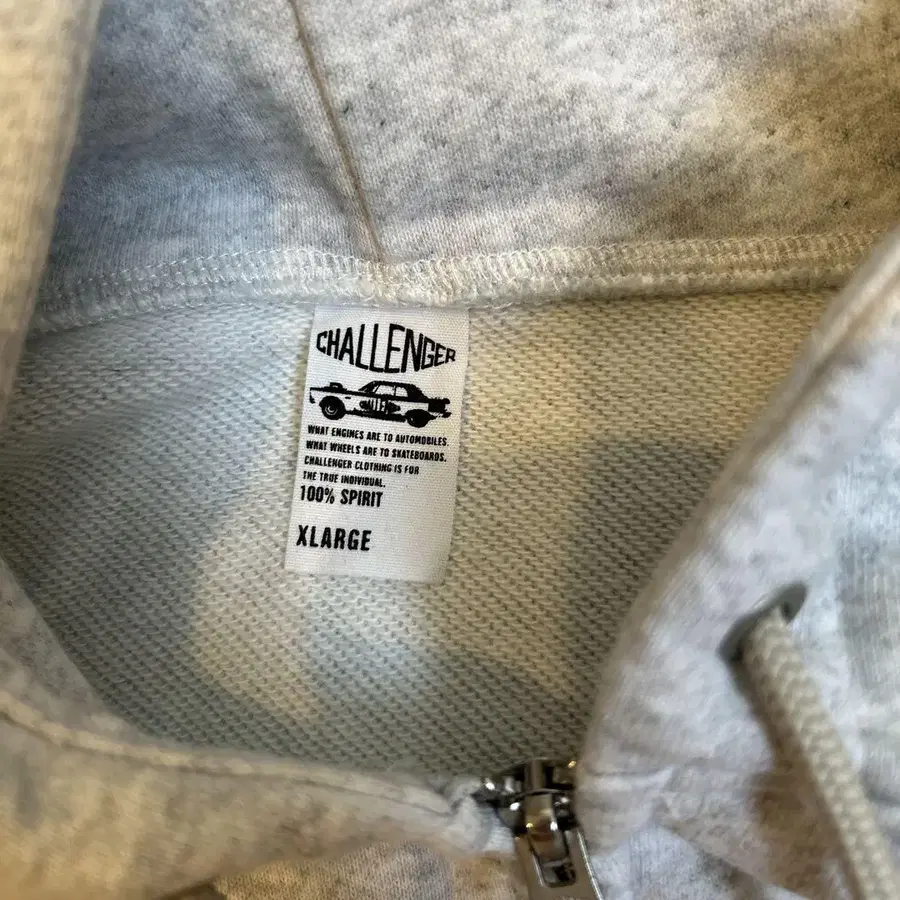 CHALLENGER
WHAT ENGINES ARE TO AUTOMOBILES.
WHAT WHEELS ARE TO SKATEBOARDS.
CHALLENGER CLOTHING IS FOR
THE TRUE INDIVIDUAL.
100% SPIRIT
XLARGE